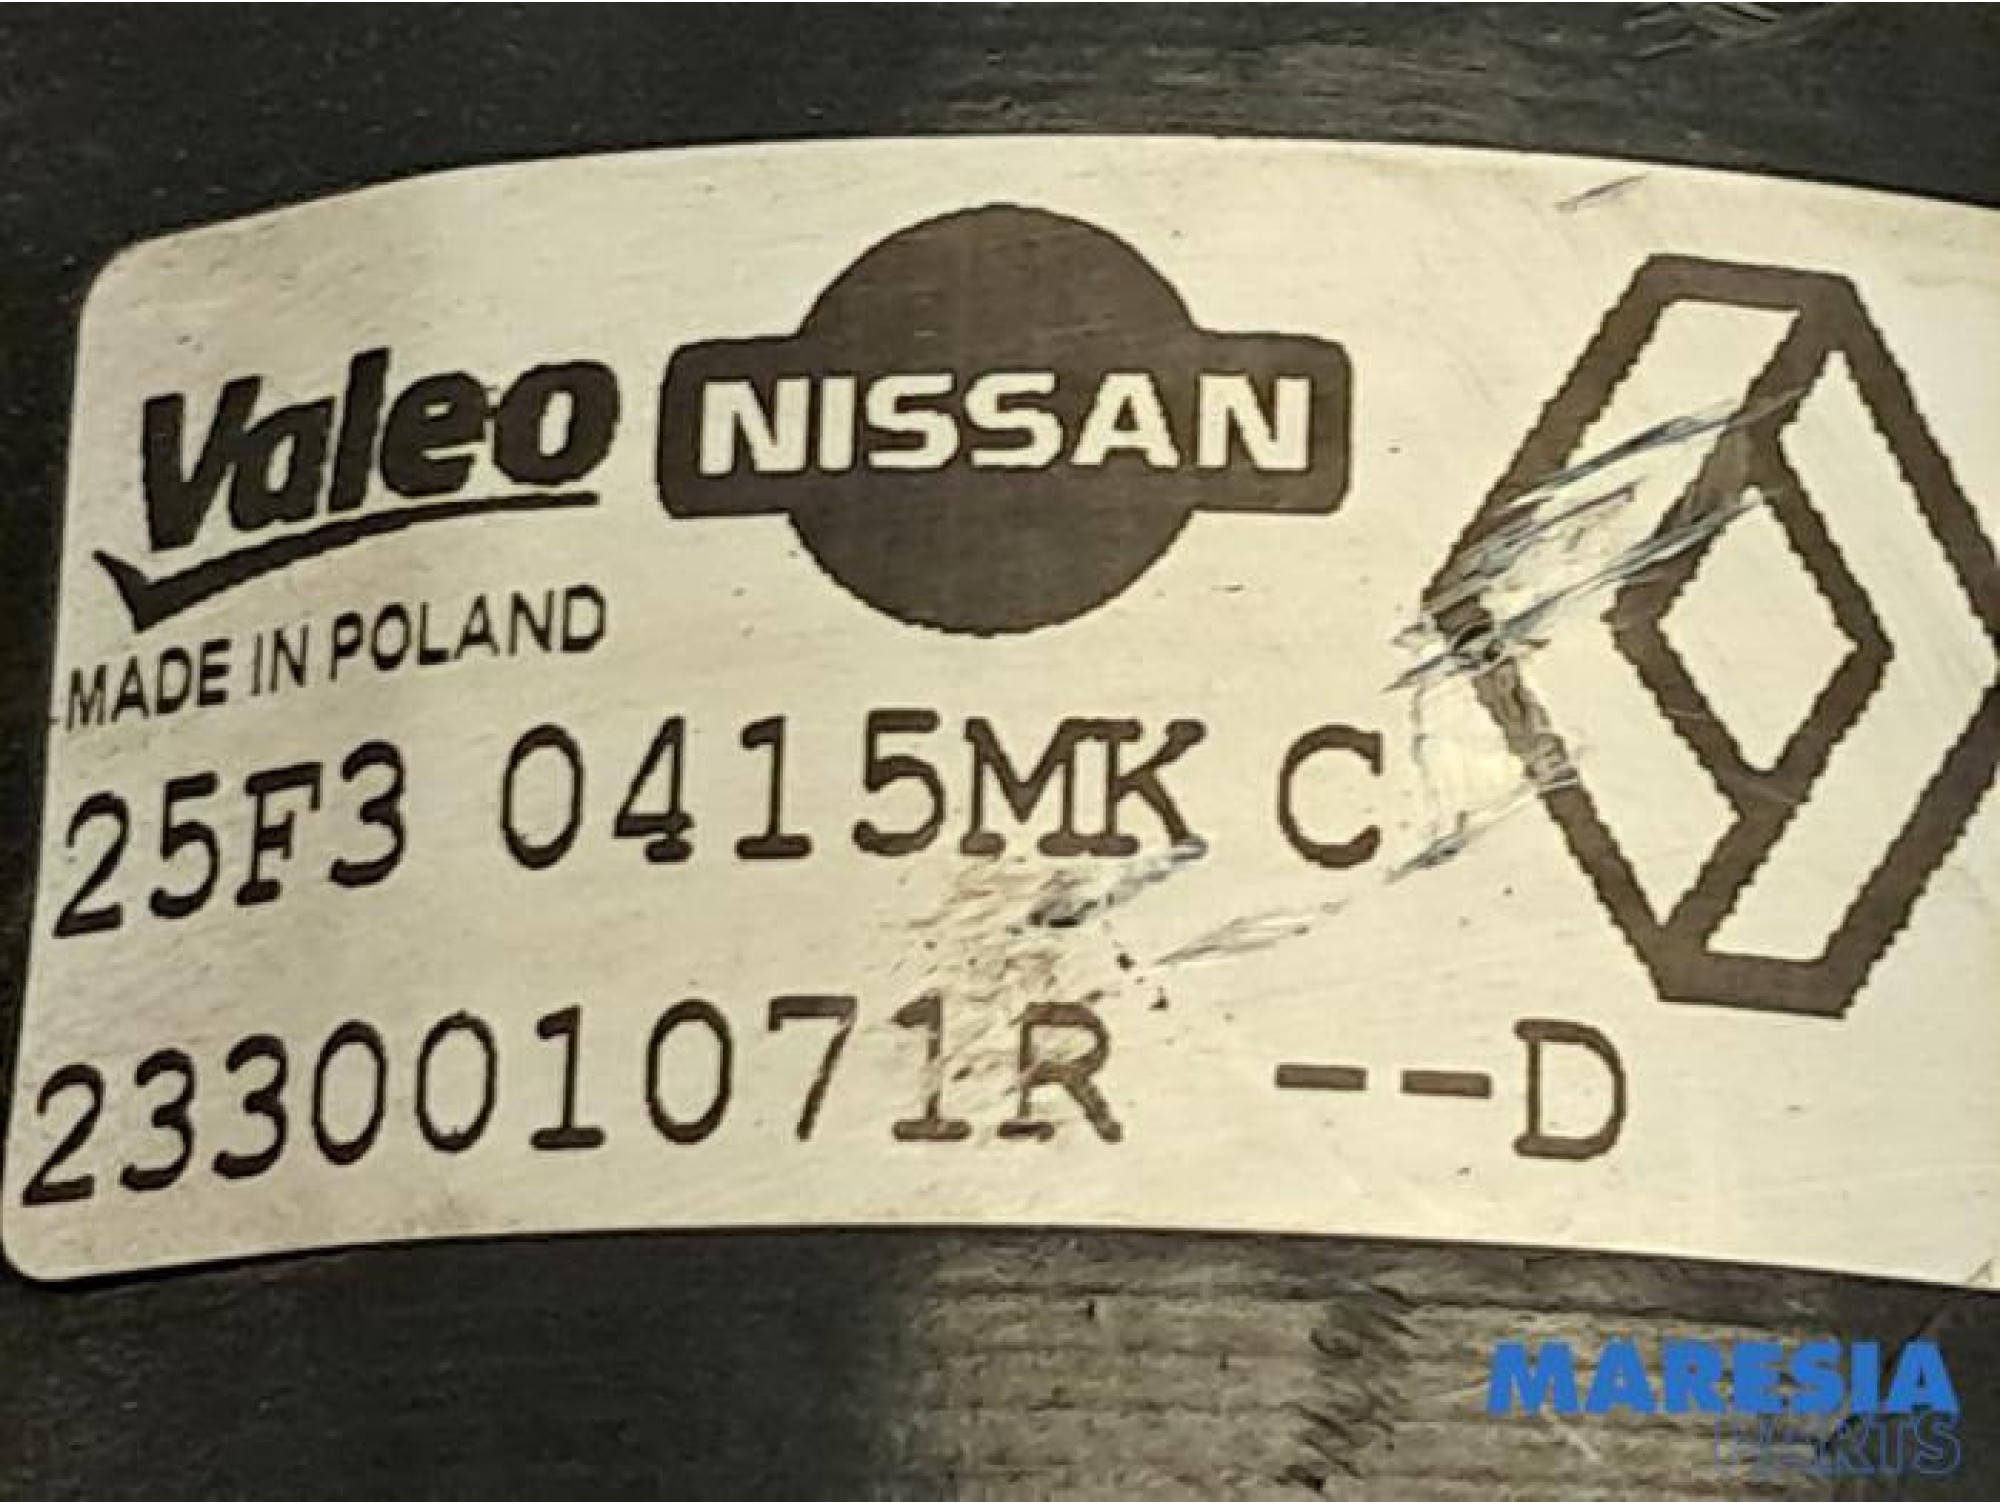 Valeo NISSAN
MADE IN POLAND
25F3 0415MK C
233001071R --D
MARESIA
PARTS